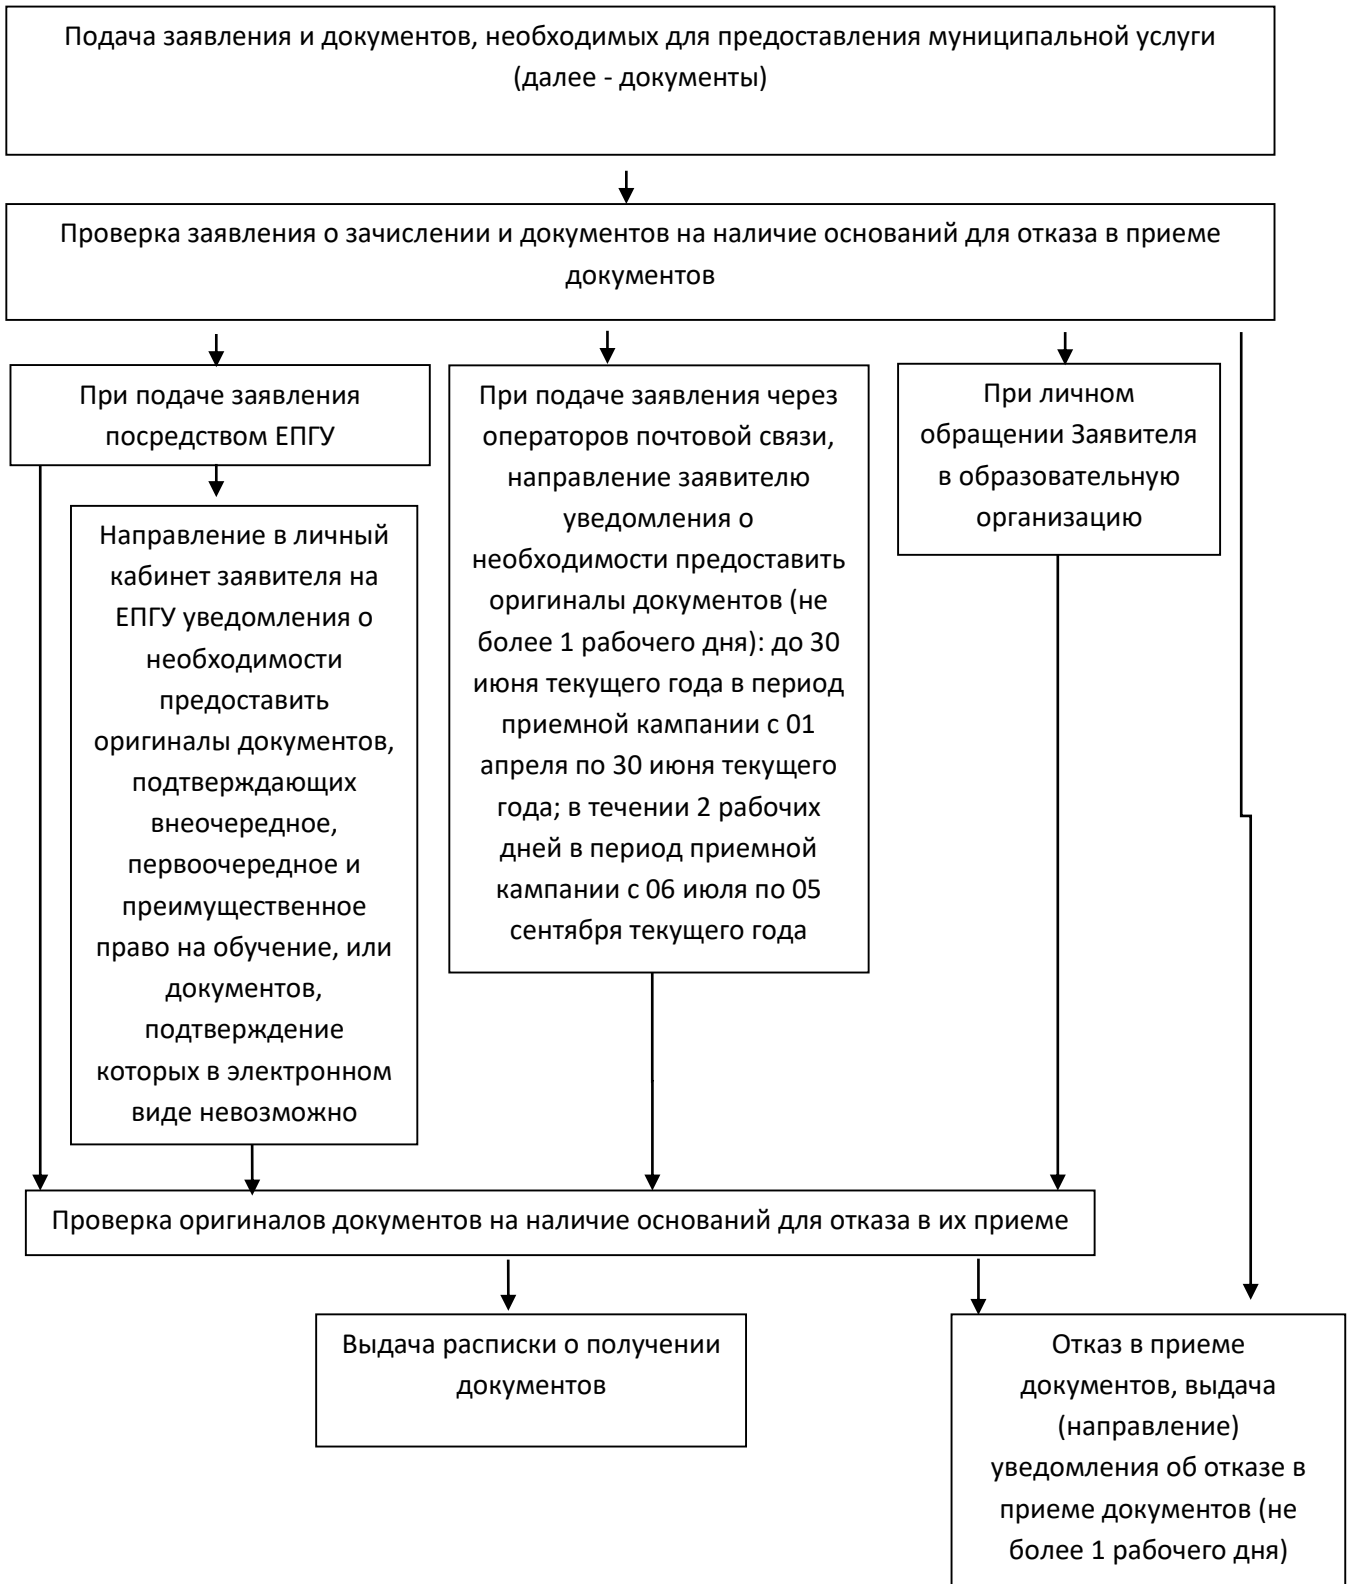 Подача заявления и документов, необходимых для предоставления муниципальной услуги
(далее - документы)
Проверка заявления о зачислении и документов на наличие оснований для отказа в приеме
документов
При подаче заявления
посредством ЕПГУ
При подаче заявления через
операторов почтовой связи,
направление заявителю
уведомления о
необходимости предоставить
оригиналы документов (не
более 1 рабочего дня): до 30
июня текущего года в период
приемной кампании с 01
апреля по 30 июня текущего
года; в течении 2 рабочих
дней в период приемной
кампании с 06 июля по 05
сентября текущего года
При личном
обращении Заявителя
в образовательную
организацию
Направление в личный
кабинет заявителя на
ЕПГУ уведомления о
необходимости
предоставить
оригиналы документов,
подтверждающих
внеочередное,
первоочередное и
преимущественное
право на обучение, или
документов,
подтверждение
которых в электронном
виде невозможно
Проверка оригиналов документов на наличие оснований для отказа в их приеме
Выдача расписки о получении
документов
Отказ в приеме
документов, выдача
(направление)
уведомления об отказе в
приеме документов (не
более 1 рабочего дня)